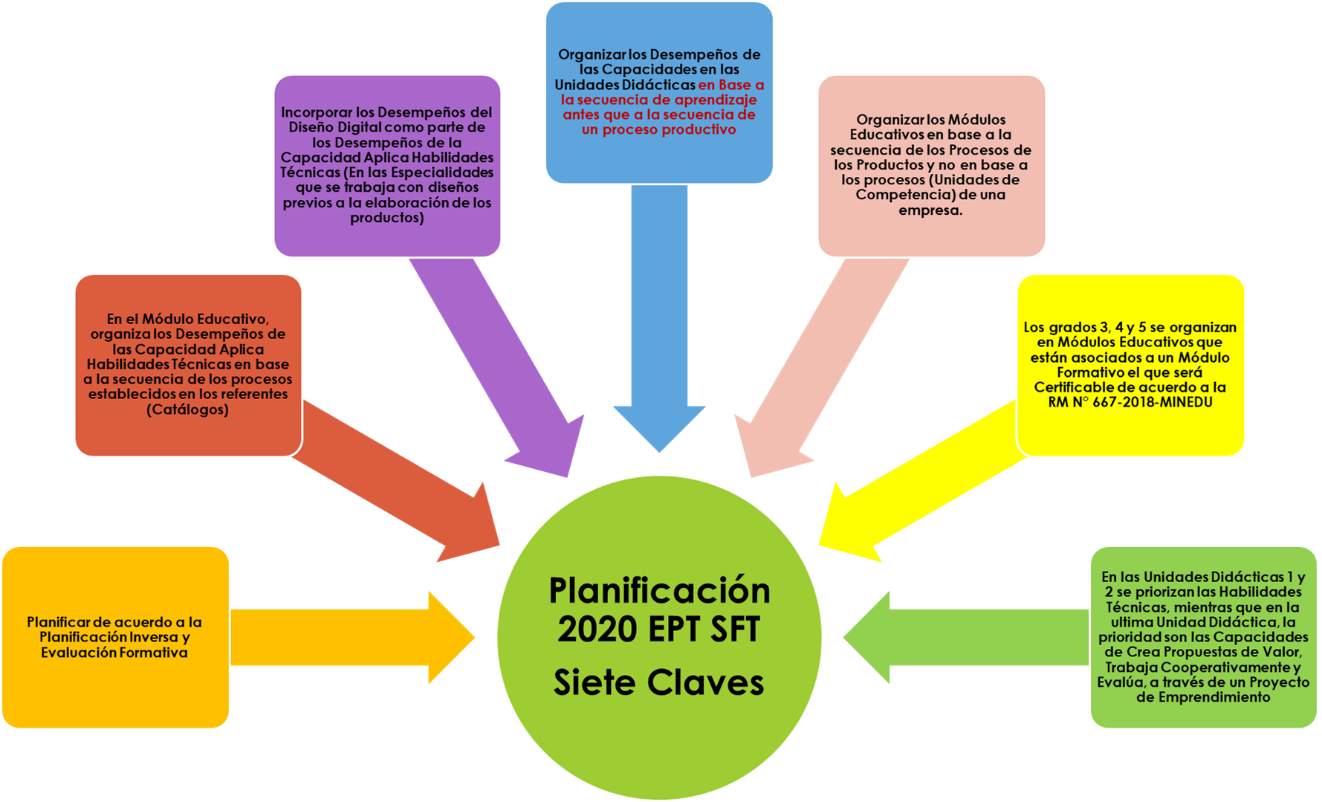 Organizar los Desempeños de
las Capacidades en las
Unidades Didácticas en Base a
la secuencia de aprendizaje
antes que a la secuencia de
un proceso productivo
Incorporar los Desempeños del
Diseño Digital como parte de
los Desempeños de la
Capacidad Aplica Habilidades
Técnicas (En las Especialidades
que se trabaja con diseños
previos a la elaboración de los
productos)
Organizar los Módulos
Educativos en base a la
secuencia de los Procesos de
los Productos y no en base a
los procesos (Unidades de
Competencia) de una
empresa.
En el Módulo Educativo,
organiza los Desempeños de
las Capacidad Aplica
Habilidades Técnicas en base
a la secuencia de los procesos
establecidos en los referentes
(Catálogos)
Los grados 3, 4 y 5 se organizan
en Módulos Educativos que
están asociados a un Módulo
Formativo el que será
Certificable de acuerdo a la
RM N° 667-2018-MINEDU
Planificar de acuerdo a la
Planificación Inversa y
Evaluación Formativa
Planificación
2020 EPT SFT
Siete Claves
En las Unidades Didácticas 1 y
2 se priorizan las Habilidades
Técnicas, mientras que en la
ultima Unidad Didáctica, la
prioridad son las Capacidades
de Crea Propuestas de Valor,
Trabaja Cooperativamente y
Evalúa, a través de un Proyecto
de Emprendimiento